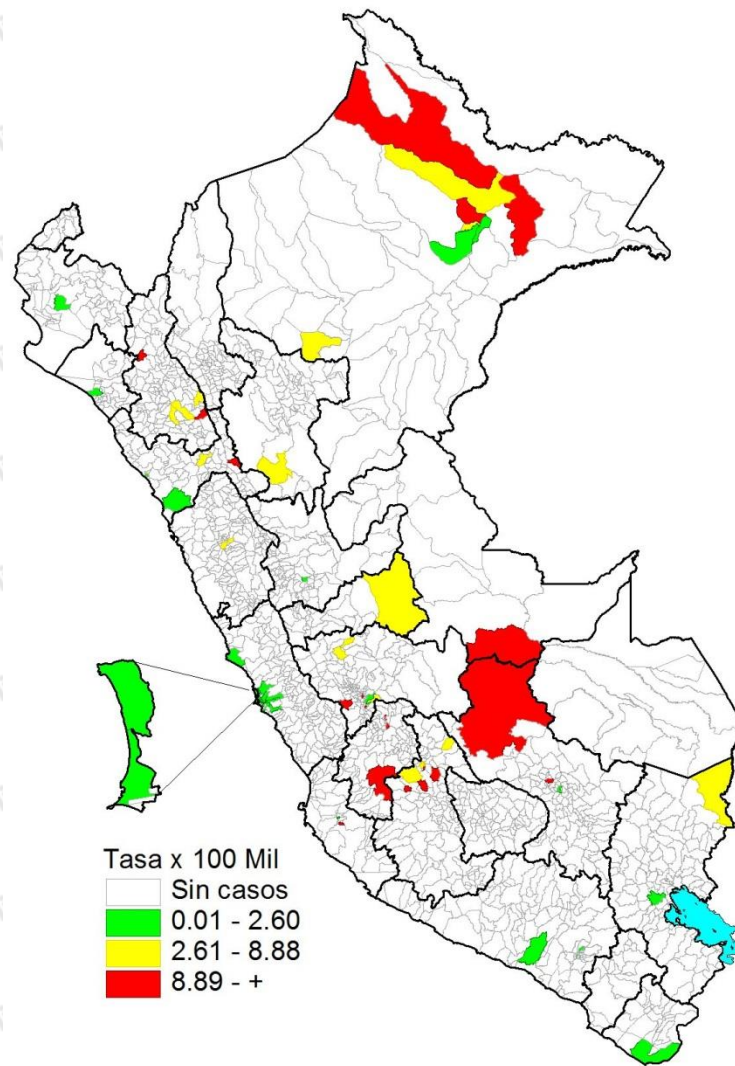 Tasa x 100 Mil
Sin casos
0.01 - 2.60
2.61 - 8.88
8.89 - +